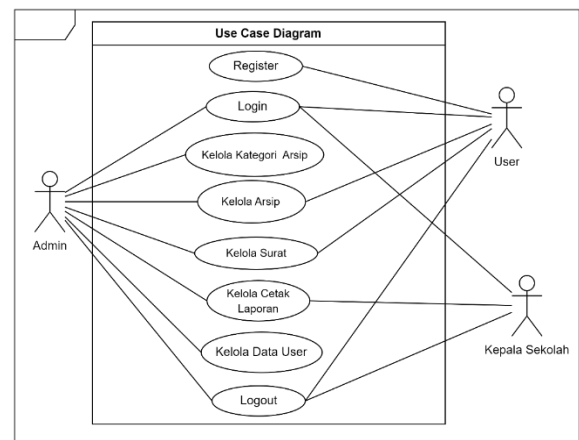 Use Case Diagram
Register
Login
Kelola Kategori Arsip
Kelola Arsip
Kelola Surat
Kelola Cetak
Laporan
Kelola Data User
Logout
Admin
User
Kepala Sekolah